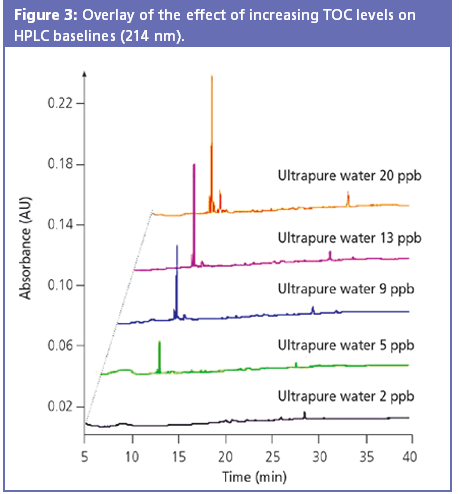 Figure 3: Overlay of the effect of increasing TOC levels on
HPLC baselines (214 nm).
0.22
0.18
Ultrapure water 20 ppb
0.14
Ultrapure water 13 ppb
Absorbance (AU)
0.10
Ultrapure water 9 ppb
0.06
Ultrapure water 5 ppb
0.02
Ultrapure water 2 ppb
5 10 15 20 25 30 35 40
Time (min)